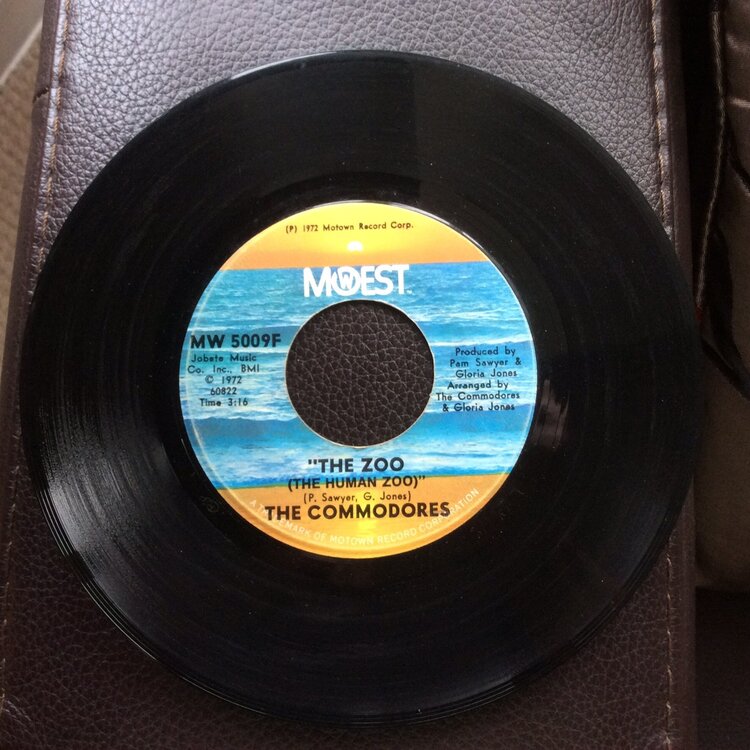 (P) 1972 Motown Record Corp.
MOWEST
MW 5009F
Jobete Music
Co. Inc., BMI
© 1972
60822
Time 3:16
Produced by
Pam Sawyer &
Gloria Jones
Arranged by
The Commodores
& Gloria Jones
"THE ZOO
(THE HUMAN ZOO)"
(P. Sawyer, G. Jones)
THE COMMODORES
A TRADEMARK OF MOTOWN RECORD CORPORATION